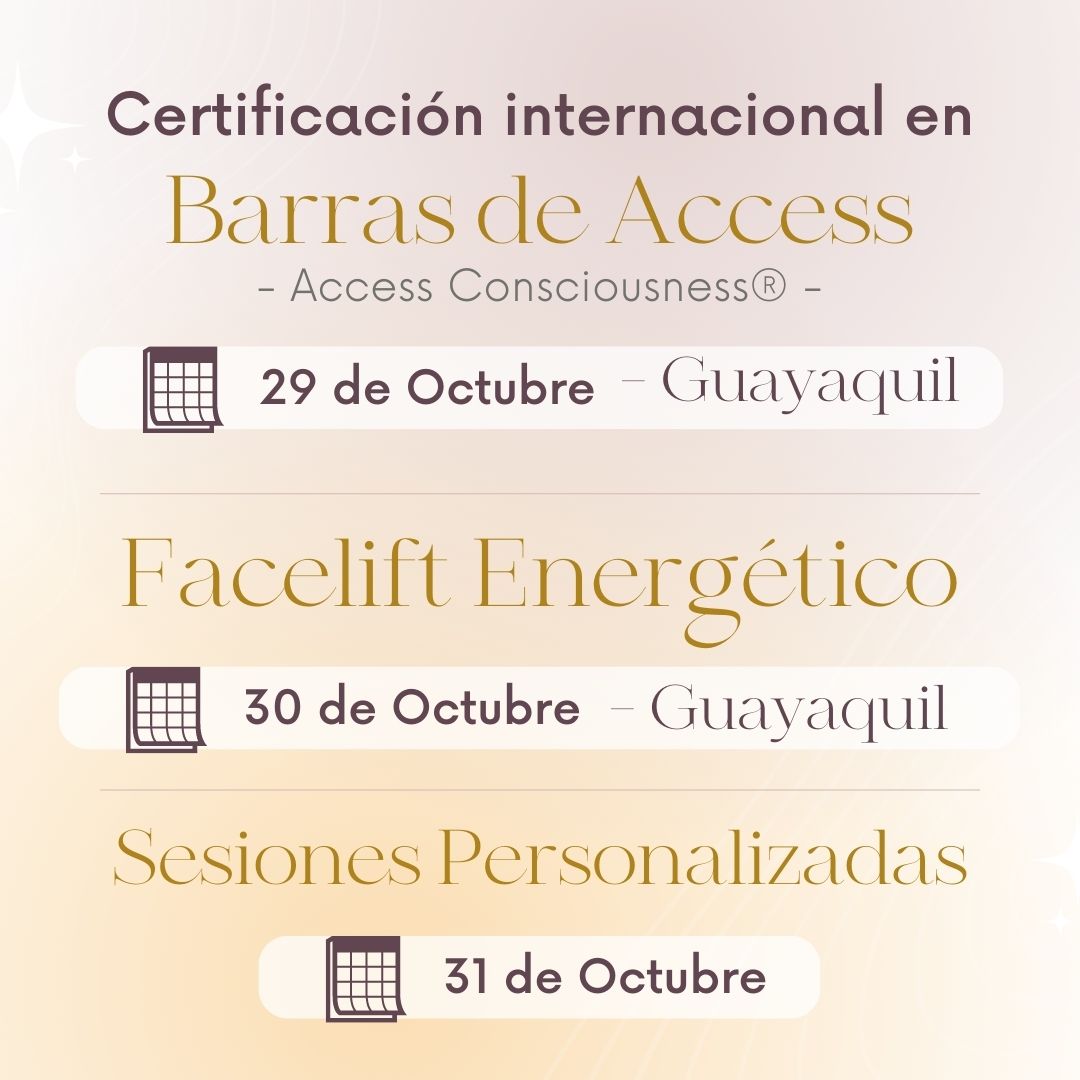 Certificación internacional en
Barras de Access
- Access Consciousness® -
29 de Octubre - Guayaquil
Facelift Energético
30 de Octubre - Guayaquil
Sesiones Personalizadas
31 de Octubre